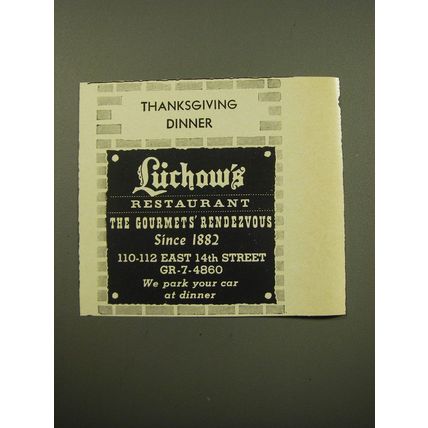 THANKSGIVING
DINNER
Lüchow's
RESTAURANT
THE GOURMETS' RENDEZVOUS
Since 1882
110-112 EAST 14th STREET
GR-7-4860
We park your car
at dinner